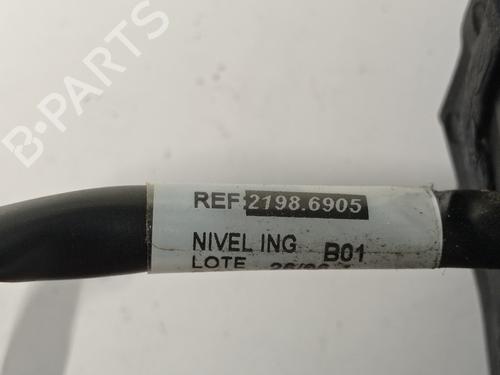 B-PARTS
REF:2198.6905
NIVEL ING B01
LOTE